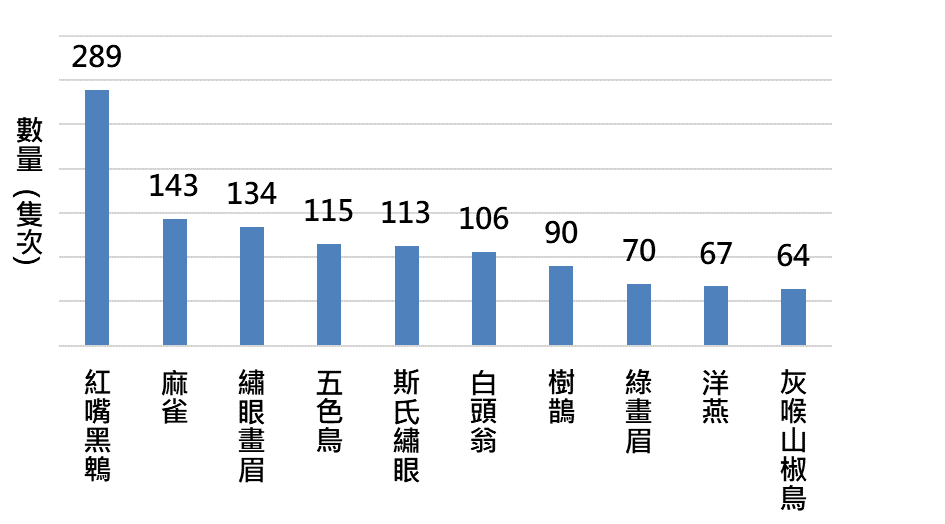 289
143
134
115
113
106
90
70
67
64
數量（隻次）
紅嘴黑鵯
麻雀
繡眼畫眉
五色鳥
斯氏繡眼
白頭翁
樹鵲
綠畫眉
洋燕
灰喉山椒鳥